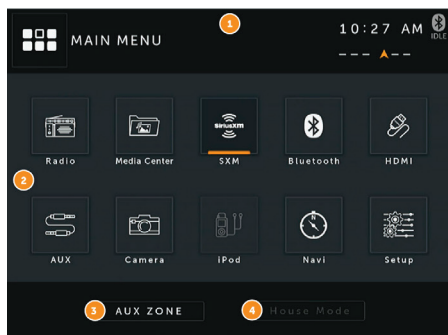 1
MAIN MENU
10:27 AM
IDLE
--- --
siriusxm
Radio
Media Center
SXM
Bluetooth
HDMI
2
N
AUX
Camera
iPod
Navi
Setup
3
AUX ZONE
4
House Mode